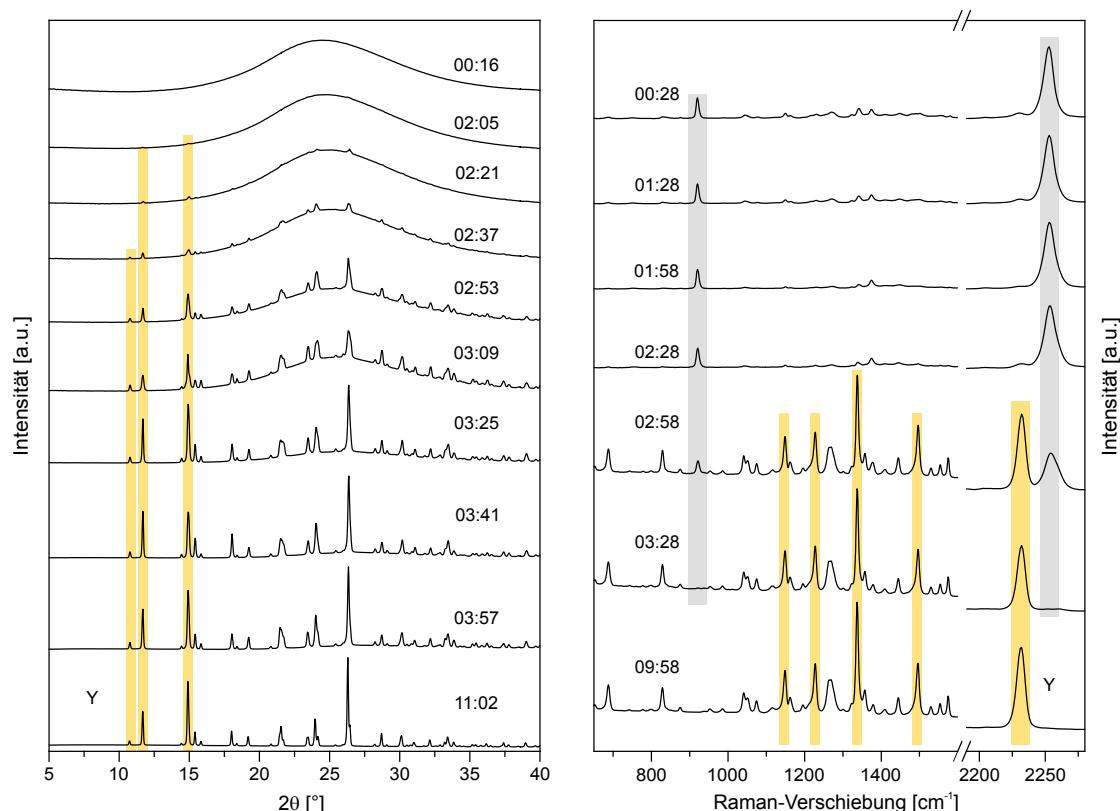 Intensität [a.u.]
00:16
02:05
02:21
02:37
02:53
03:09
03:25
03:41
03:57
Y
11:02
5 10 15 20 25 30 35 40
2θ [°]
00:28
01:28
01:58
02:28
02:58
03:28
09:58
Y
800 1000 1200 1400 2200 2250
Raman-Verschiebung [cm⁻¹]
Intensität [a.u.]